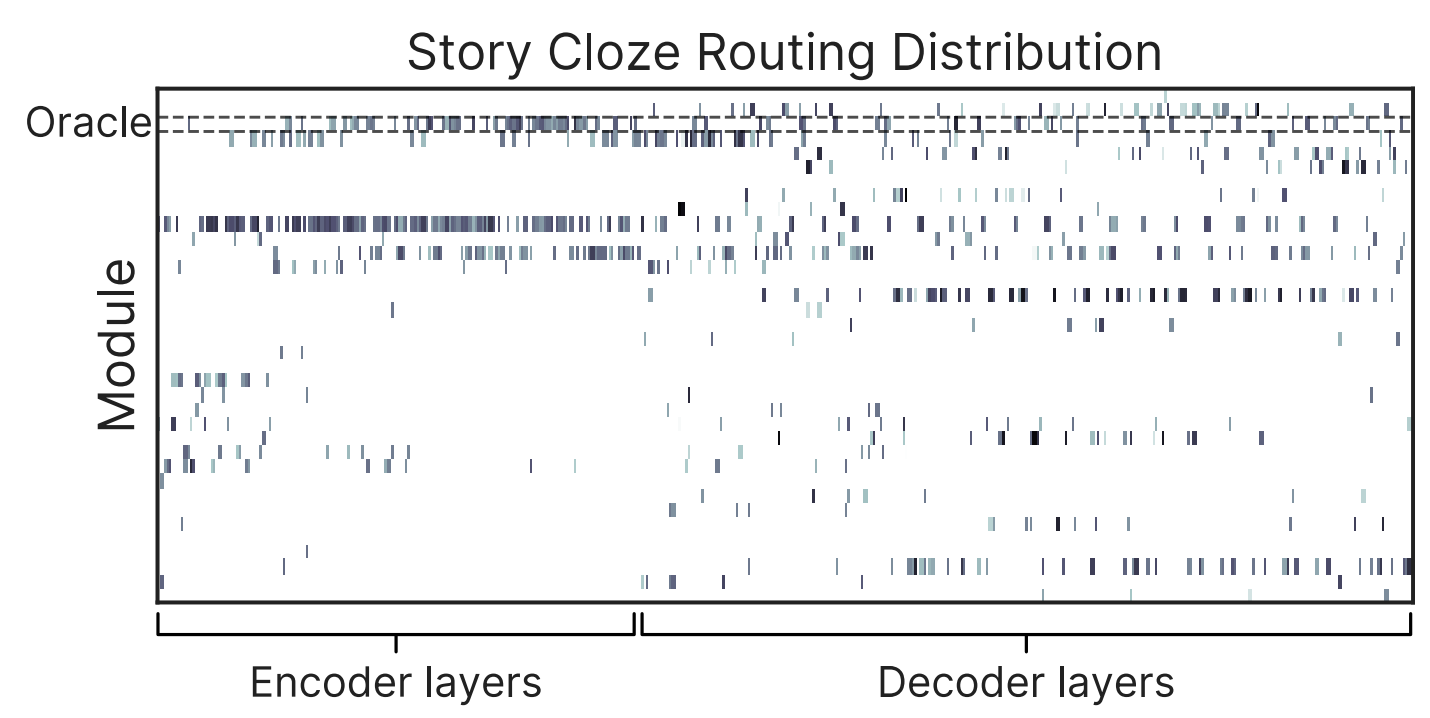 Story Cloze Routing Distribution
Oracle
Module
Encoder layers
Decoder layers